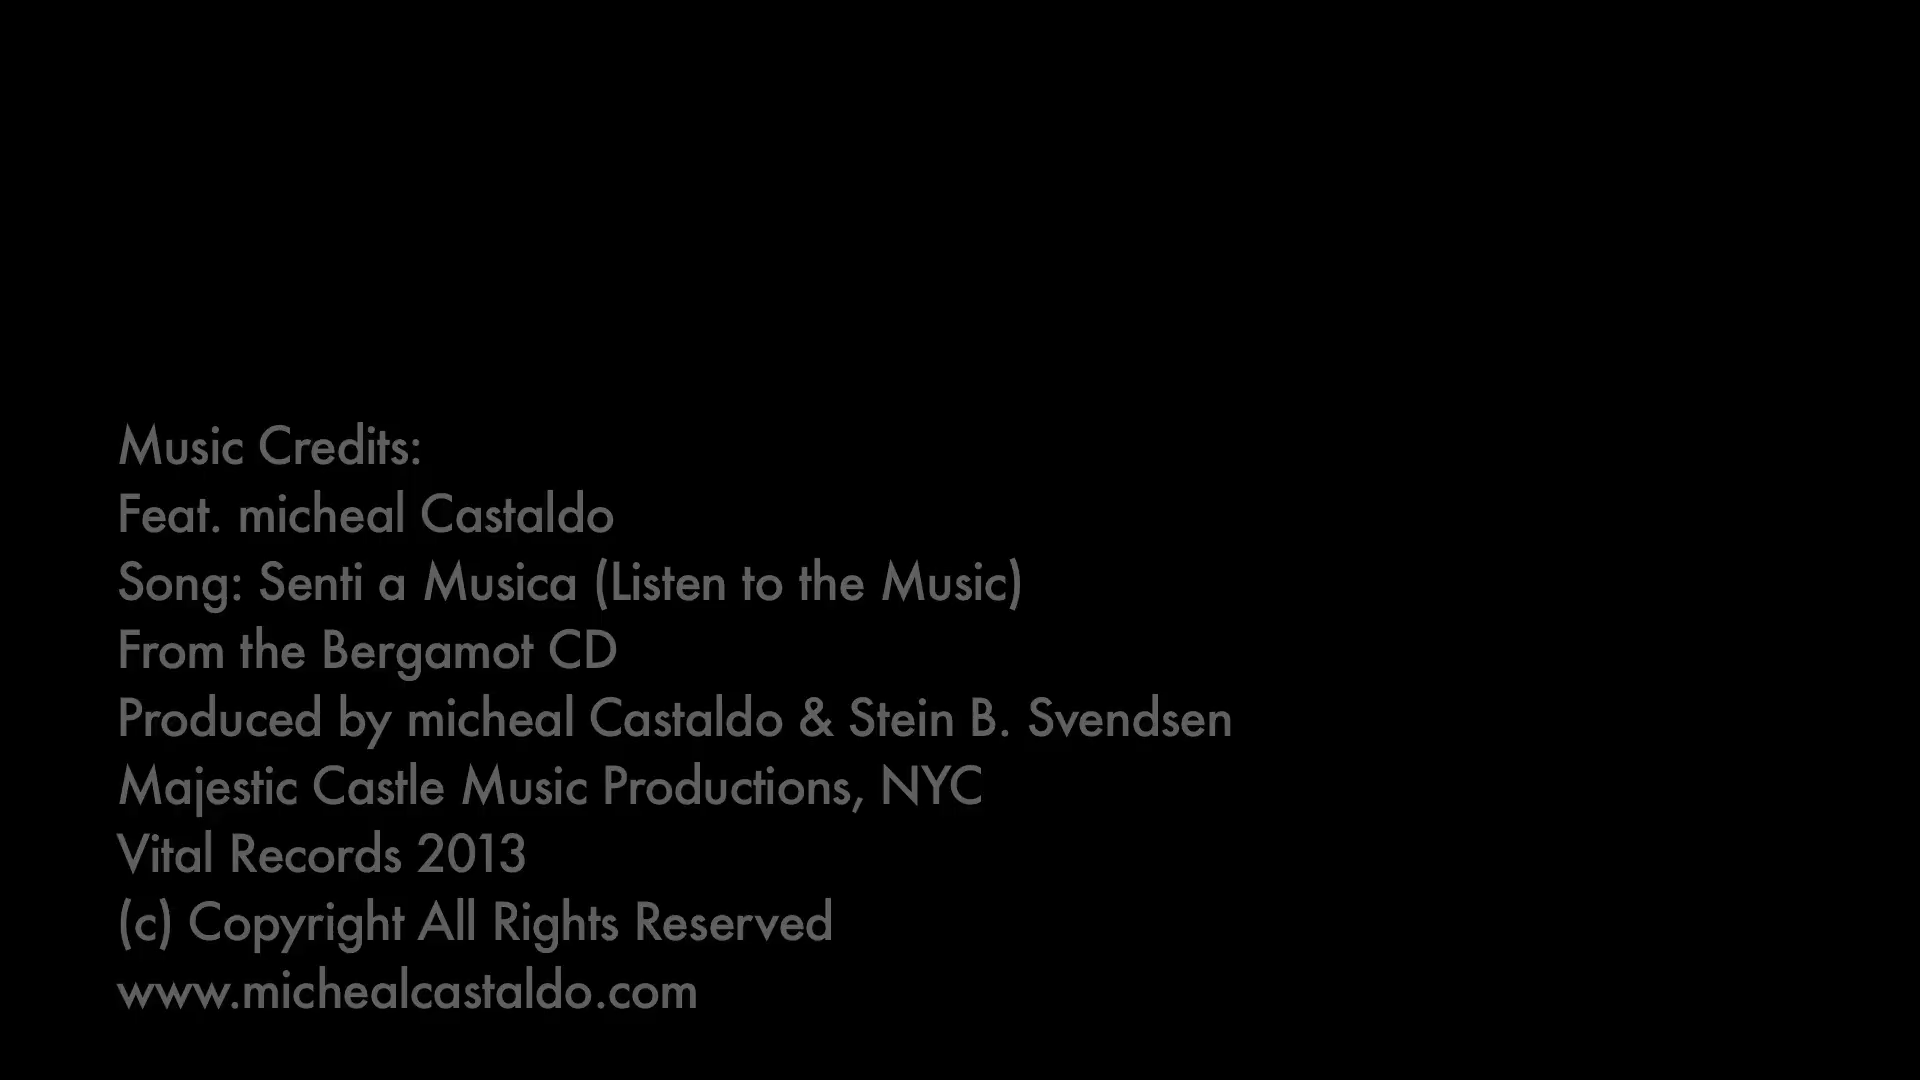 Music Credits:
Feat. micheal Castaldo
Song: Senti a Musica (Listen to the Music)
From the Bergamot CD
Produced by micheal Castaldo & Stein B. Svendsen
Majestic Castle Music Productions, NYC
Vital Records 2013
(c) Copyright All Rights Reserved
www.michealcastaldo.com